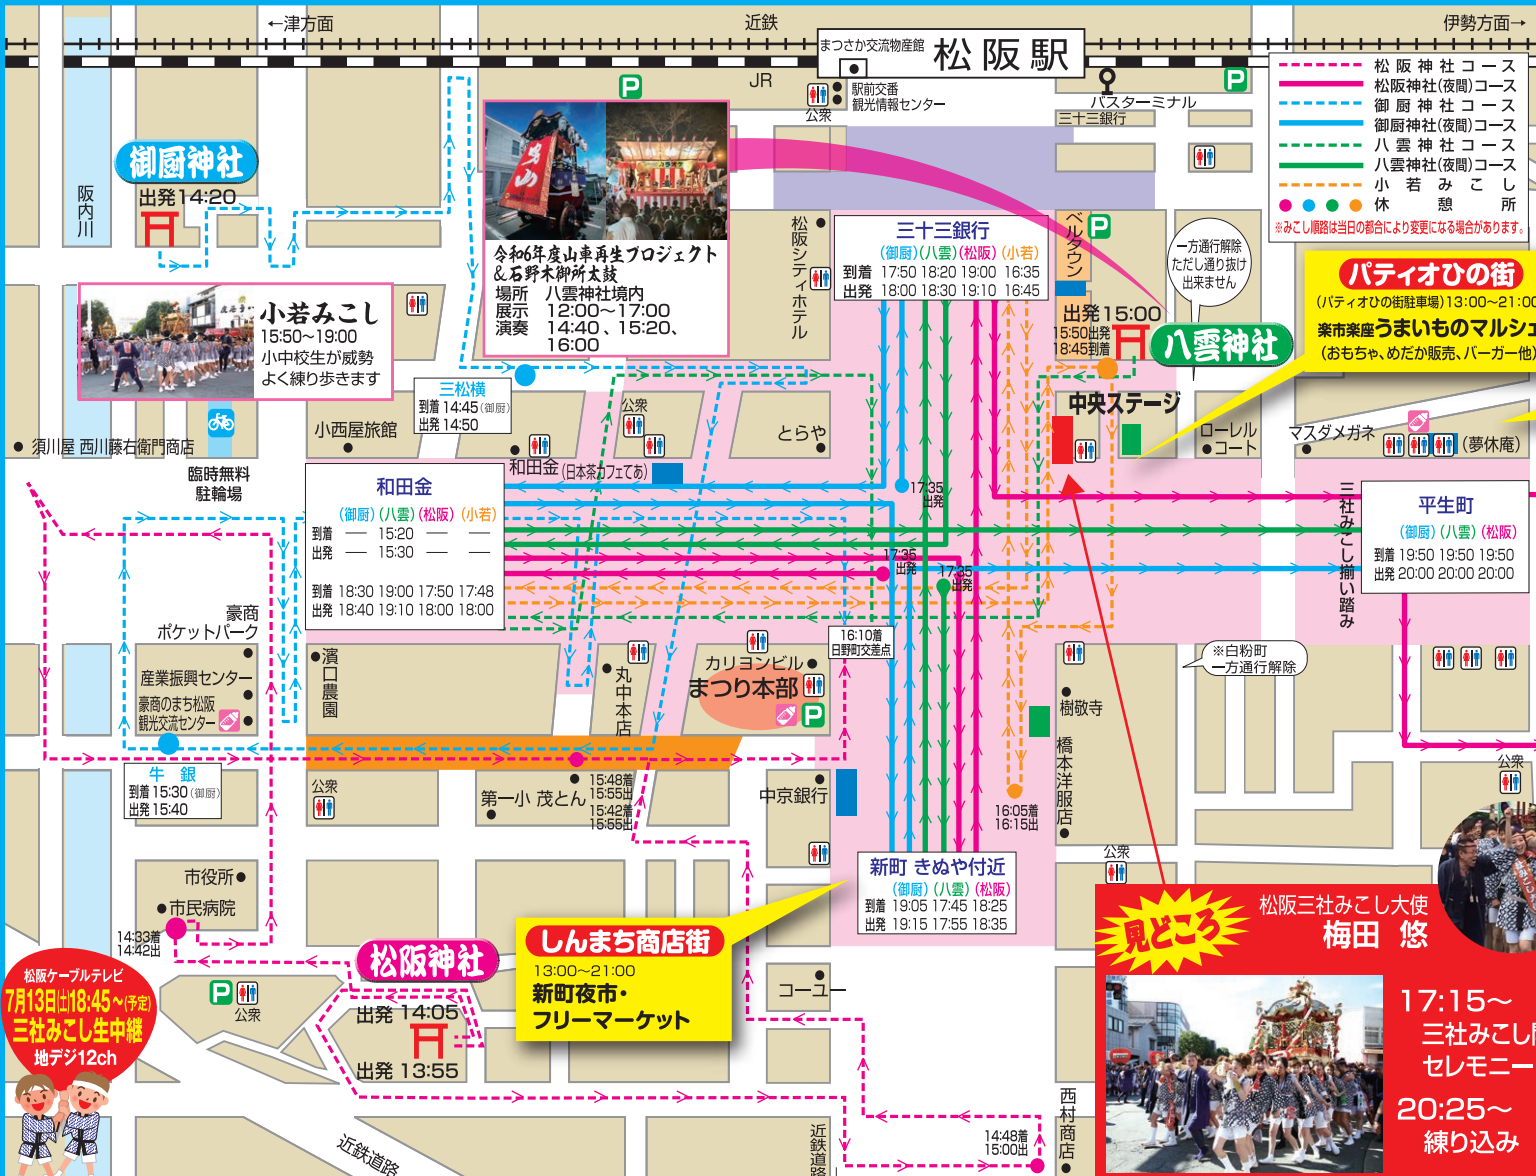 ←津方面
近鉄
伊勢方面→
まつさか交流物産館
松阪駅
JR
駅前交番
観光情報センター
公衆
バスターミナル
三十三銀行
松阪神社コース
松阪神社(夜間)コース
御厨神社コース
御厨神社(夜間)コース
八雲神社コース
八雲神社(夜間)コース
小若みこし
休憩所
※みこし順路は当日の都合により変更になる場合があります。
御厨神社
出発14:20
阪内川
令和6年度山車再生プロジェクト
&石野木御所太鼓
場所 八雲神社境内
展示 12:00〜17:00
演奏 14:40、15:20、
16:00
小若みこし
15:50〜19:00
小中校生が威勢
よく練り歩きます
松阪シティホテル
三十三銀行
(御厨)(八雲)(松阪)(小若)
到着 17:50 18:20 19:00 16:35
出発 18:00 18:30 19:10 16:45
ベルタウン
P
一方通行解除
ただし通り抜け
出来ません
出発15:00
15:50出発
18:45到着
八雲神社
パティオひの街
(パティオひの街駐車場)13:00〜21:00
楽市楽座うまいものマルシェ
(おもちゃ、めだか販売、バーガー他)
三松横
到着 14:45(御厨)
出発 14:50
公衆
小西屋旅館
須川屋 西川藤右衛門商店
臨時無料
駐輪場
和田金(日本茶カフェであ)
とらや
中央ステージ
ローレル
コート
マスダメガネ
(夢休庵)
和田金
(御厨)(八雲)(松阪)(小若)
到着 ― 15:20 ― ―
出発 ― 15:30 ― ―
到着 18:30 19:00 17:50 17:48
出発 18:40 19:10 18:00 18:00
17:35
出発
17:35
出発
17:35
出発
三社みこし揃い踏み
平生町
(御厨)(八雲)(松阪)
到着 19:50 19:50 19:50
出発 20:00 20:00 20:00
豪商
ポケットパーク
産業振興センター
豪商のまち松阪
観光交流センター
濱口農園
丸中本店
カリヨンビル
まつり本部
P
16:10着
日野町交差点
※白粉町
一方通行解除
樹敬寺
橋本洋服店
牛銀
到着 15:30(御厨)
出発 15:40
公衆
第一小
茂とん
15:48着
15:55出
15:42着
15:55出
中京銀行
16:05着
16:15出
公衆
公衆
新町 きぬや付近
(御厨)(八雲)(松阪)
到着 19:05 17:45 18:25
出発 19:15 17:55 18:35
市役所
市民病院
14:33着
14:42出
松阪神社
出発 14:05
出発 13:55
P
公衆
しんまち商店街
13:00〜21:00
新町夜市・
フリーマーケット
コーユー
松阪ケーブルテレビ
7月13日(土)18:45〜(予定)
三社みこし生中継
地デジ12ch
近鉄道路
近鉄道路
14:48着
15:00出
西村商店
見どころ
松阪三社みこし大使
梅田 悠
17:15〜
三社みこし
セレモニー
20:25〜
練り込み